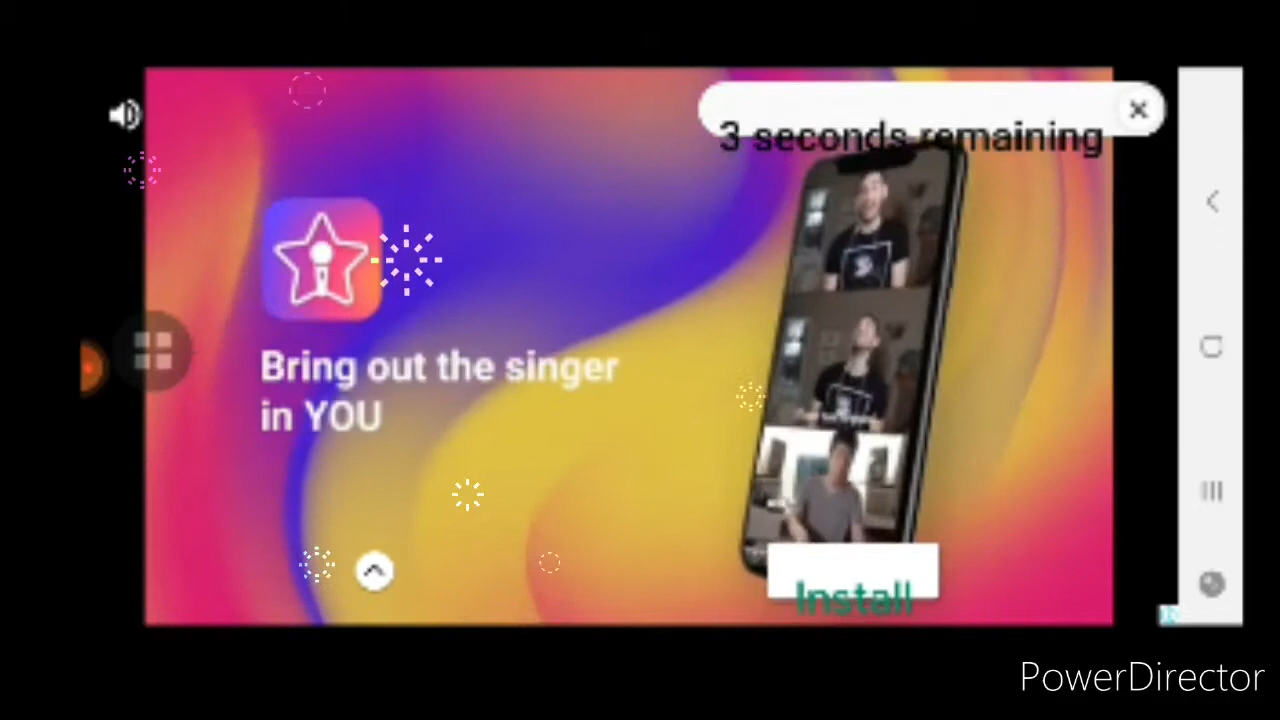 3 seconds remaining
Bring out the singer
in YOU
Install
PowerDirector